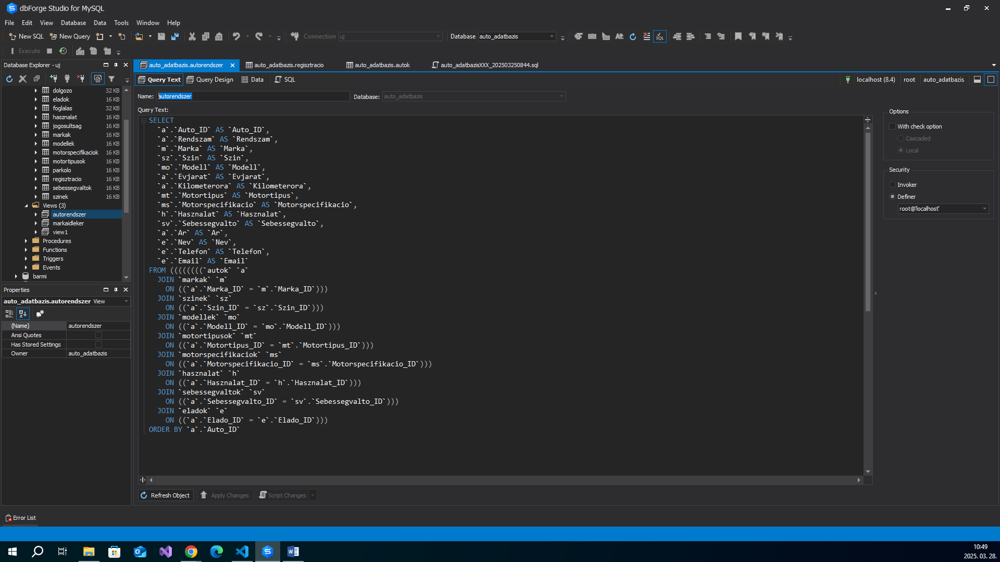 dbForge Studio for MySQL
File Edit View Database Data Tools Window Help
New SQL New Query Connection uj Database auto_adatbazis
Execute
Database Explorer - uj
dolgozo 32 KB
eladok 16 KB
foglalas 32 KB
hasznalat 16 KB
jogosultsag 16 KB
markak 16 KB
modellek 16 KB
motorspecifikaciok 16 KB
motortipusok 16 KB
parkolo 16 KB
regisztracio 16 KB
sebessegvaltok 16 KB
szinek 16 KB
Views (3)
autorendszer
markaidleker
view1
Procedures
Functions
Triggers
Events
barmi
Properties
auto_adatbazis.autorendszer View
(Name) autorendszer
Ansi Quotes
Has Stored Settings
Owner auto_adatbazis
auto_adatbazis.autorendszer auto_adatbazis.regisztracio auto_adatbazis.autok auto_adatbazisXXX_202503250844.sql
Query Text Query Design Data SQL localhost (8.4) root auto_adatbazis
Name: autorendszer Database: auto_adatbazis
Query Text:
SELECT
`a`.`Auto_ID` AS `Auto_ID`,
`a`.`Rendszam` AS `Rendszam`,
`m`.`Marka` AS `Marka`,
`sz`.`Szin` AS `Szin`,
`mo`.`Modell` AS `Modell`,
`a`.`Evjarat` AS `Evjarat`,
`a`.`Kilometerora` AS `Kilometerora`,
`mt`.`Motortipus` AS `Motortipus`,
`ms`.`Motorspecifikacio` AS `Motorspecifikacio`,
`h`.`Hasznalat` AS `Hasznalat`,
`sv`.`Sebessegvalto` AS `Sebessegvalto`,
`a`.`Ar` AS `Ar`,
`e`.`Nev` AS `Nev`,
`e`.`Telefon` AS `Telefon`,
`e`.`Email` AS `Email`
FROM ((((((((`autok` `a`
JOIN `markak` `m`
ON ((`a`.`Marka_ID` = `m`.`Marka_ID`)))
JOIN `szinek` `sz`
ON ((`a`.`Szin_ID` = `sz`.`Szin_ID`)))
JOIN `modellek` `mo`
ON ((`a`.`Modell_ID` = `mo`.`Modell_ID`)))
JOIN `motortipusok` `mt`
ON ((`a`.`Motortipus_ID` = `mt`.`Motortipus_ID`)))
JOIN `motorspecifikaciok` `ms`
ON ((`a`.`Motorspecifikacio_ID` = `ms`.`Motorspecifikacio_ID`)))
JOIN `hasznalat` `h`
ON ((`a`.`Hasznalat_ID` = `h`.`Hasznalat_ID`)))
JOIN `sebessegvaltok` `sv`
ON ((`a`.`Sebessegvalto_ID` = `sv`.`Sebessegvalto_ID`)))
JOIN `eladok` `e`
ON ((`a`.`Elado_ID` = `e`.`Elado_ID`)))
ORDER BY `a`.`Auto_ID`
Options
With check option
Cascaded
Local
Security
Invoker
Definer
root@'localhost'
Refresh Object Apply Changes Script Changes
Error List
10:49
2025. 03. 28.